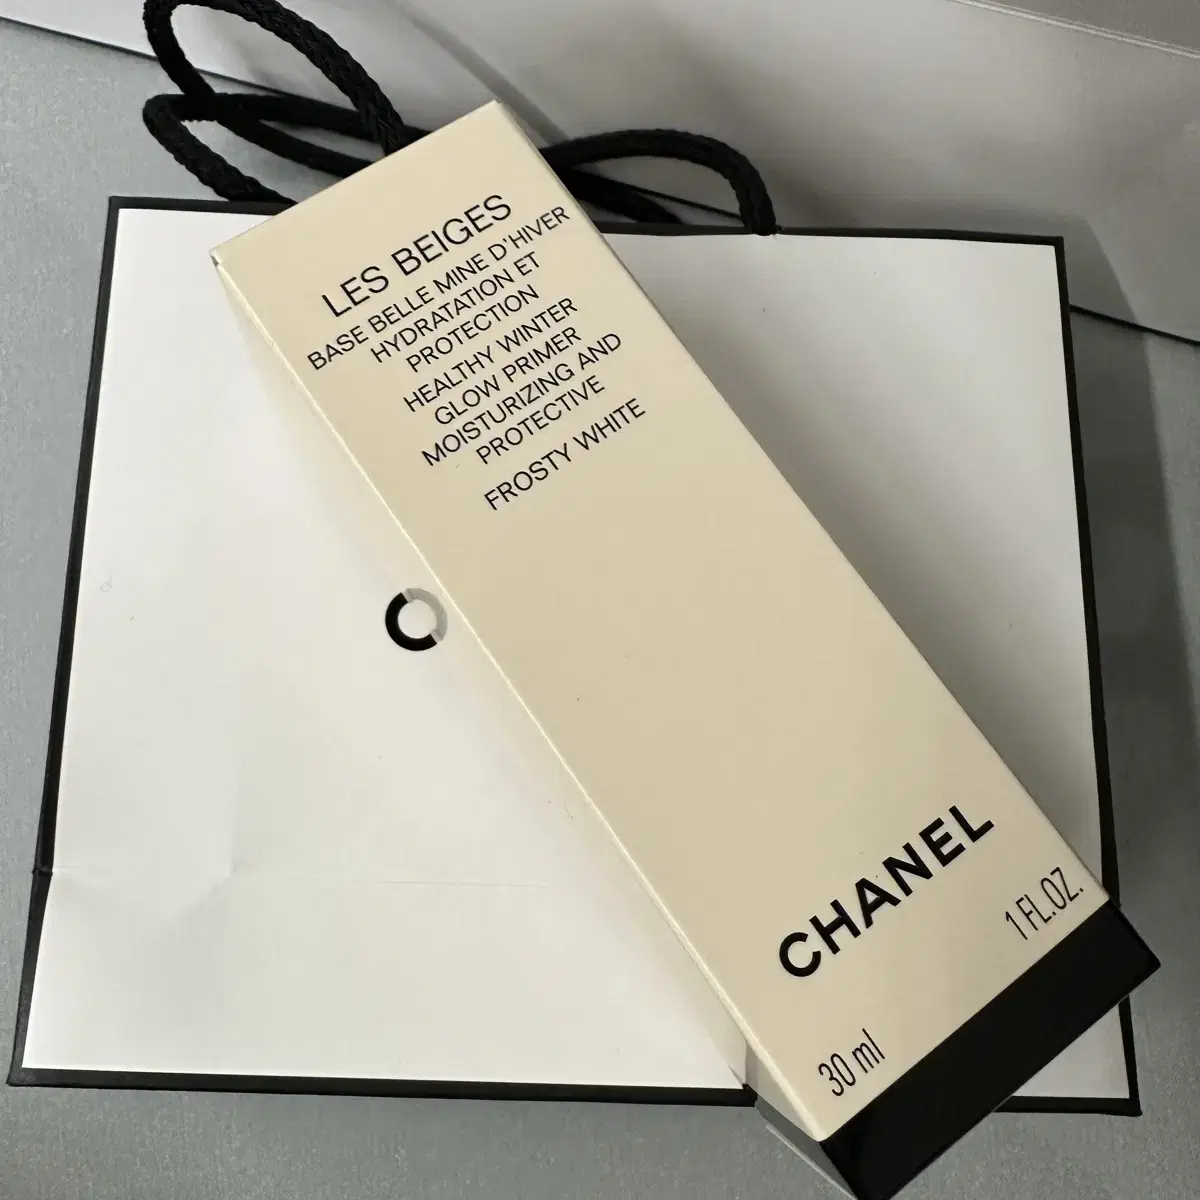 LES BEIGES
BASE BELLE MINE D'HIVER
HYDRATATION ET
PROTECTION
HEALTHY WINTER
GLOW PRIMER
MOISTURIZING AND
PROTECTIVE
FROSTY WHITE
C
CHANEL
30 ml
1 FL.OZ.